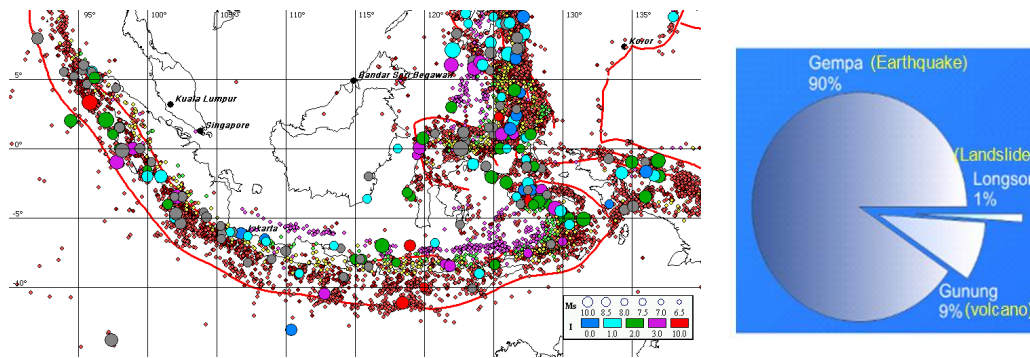 95° 100° 105° 110° 115° 120° 125° 130° 135°
Koror
5°
Bandar Seri Begawan
Kuala Lumpur
Singapore
0°
-5°
Jakarta
-10°
Ms
10.0 8.5 8.0 7.5 7.0 6.5
I
0.0 1.0 2.0 3.0 10.0
Gempa (Earthquake)
90%
(Landslide
Longsor
1%
Gunung
9% (volcano)